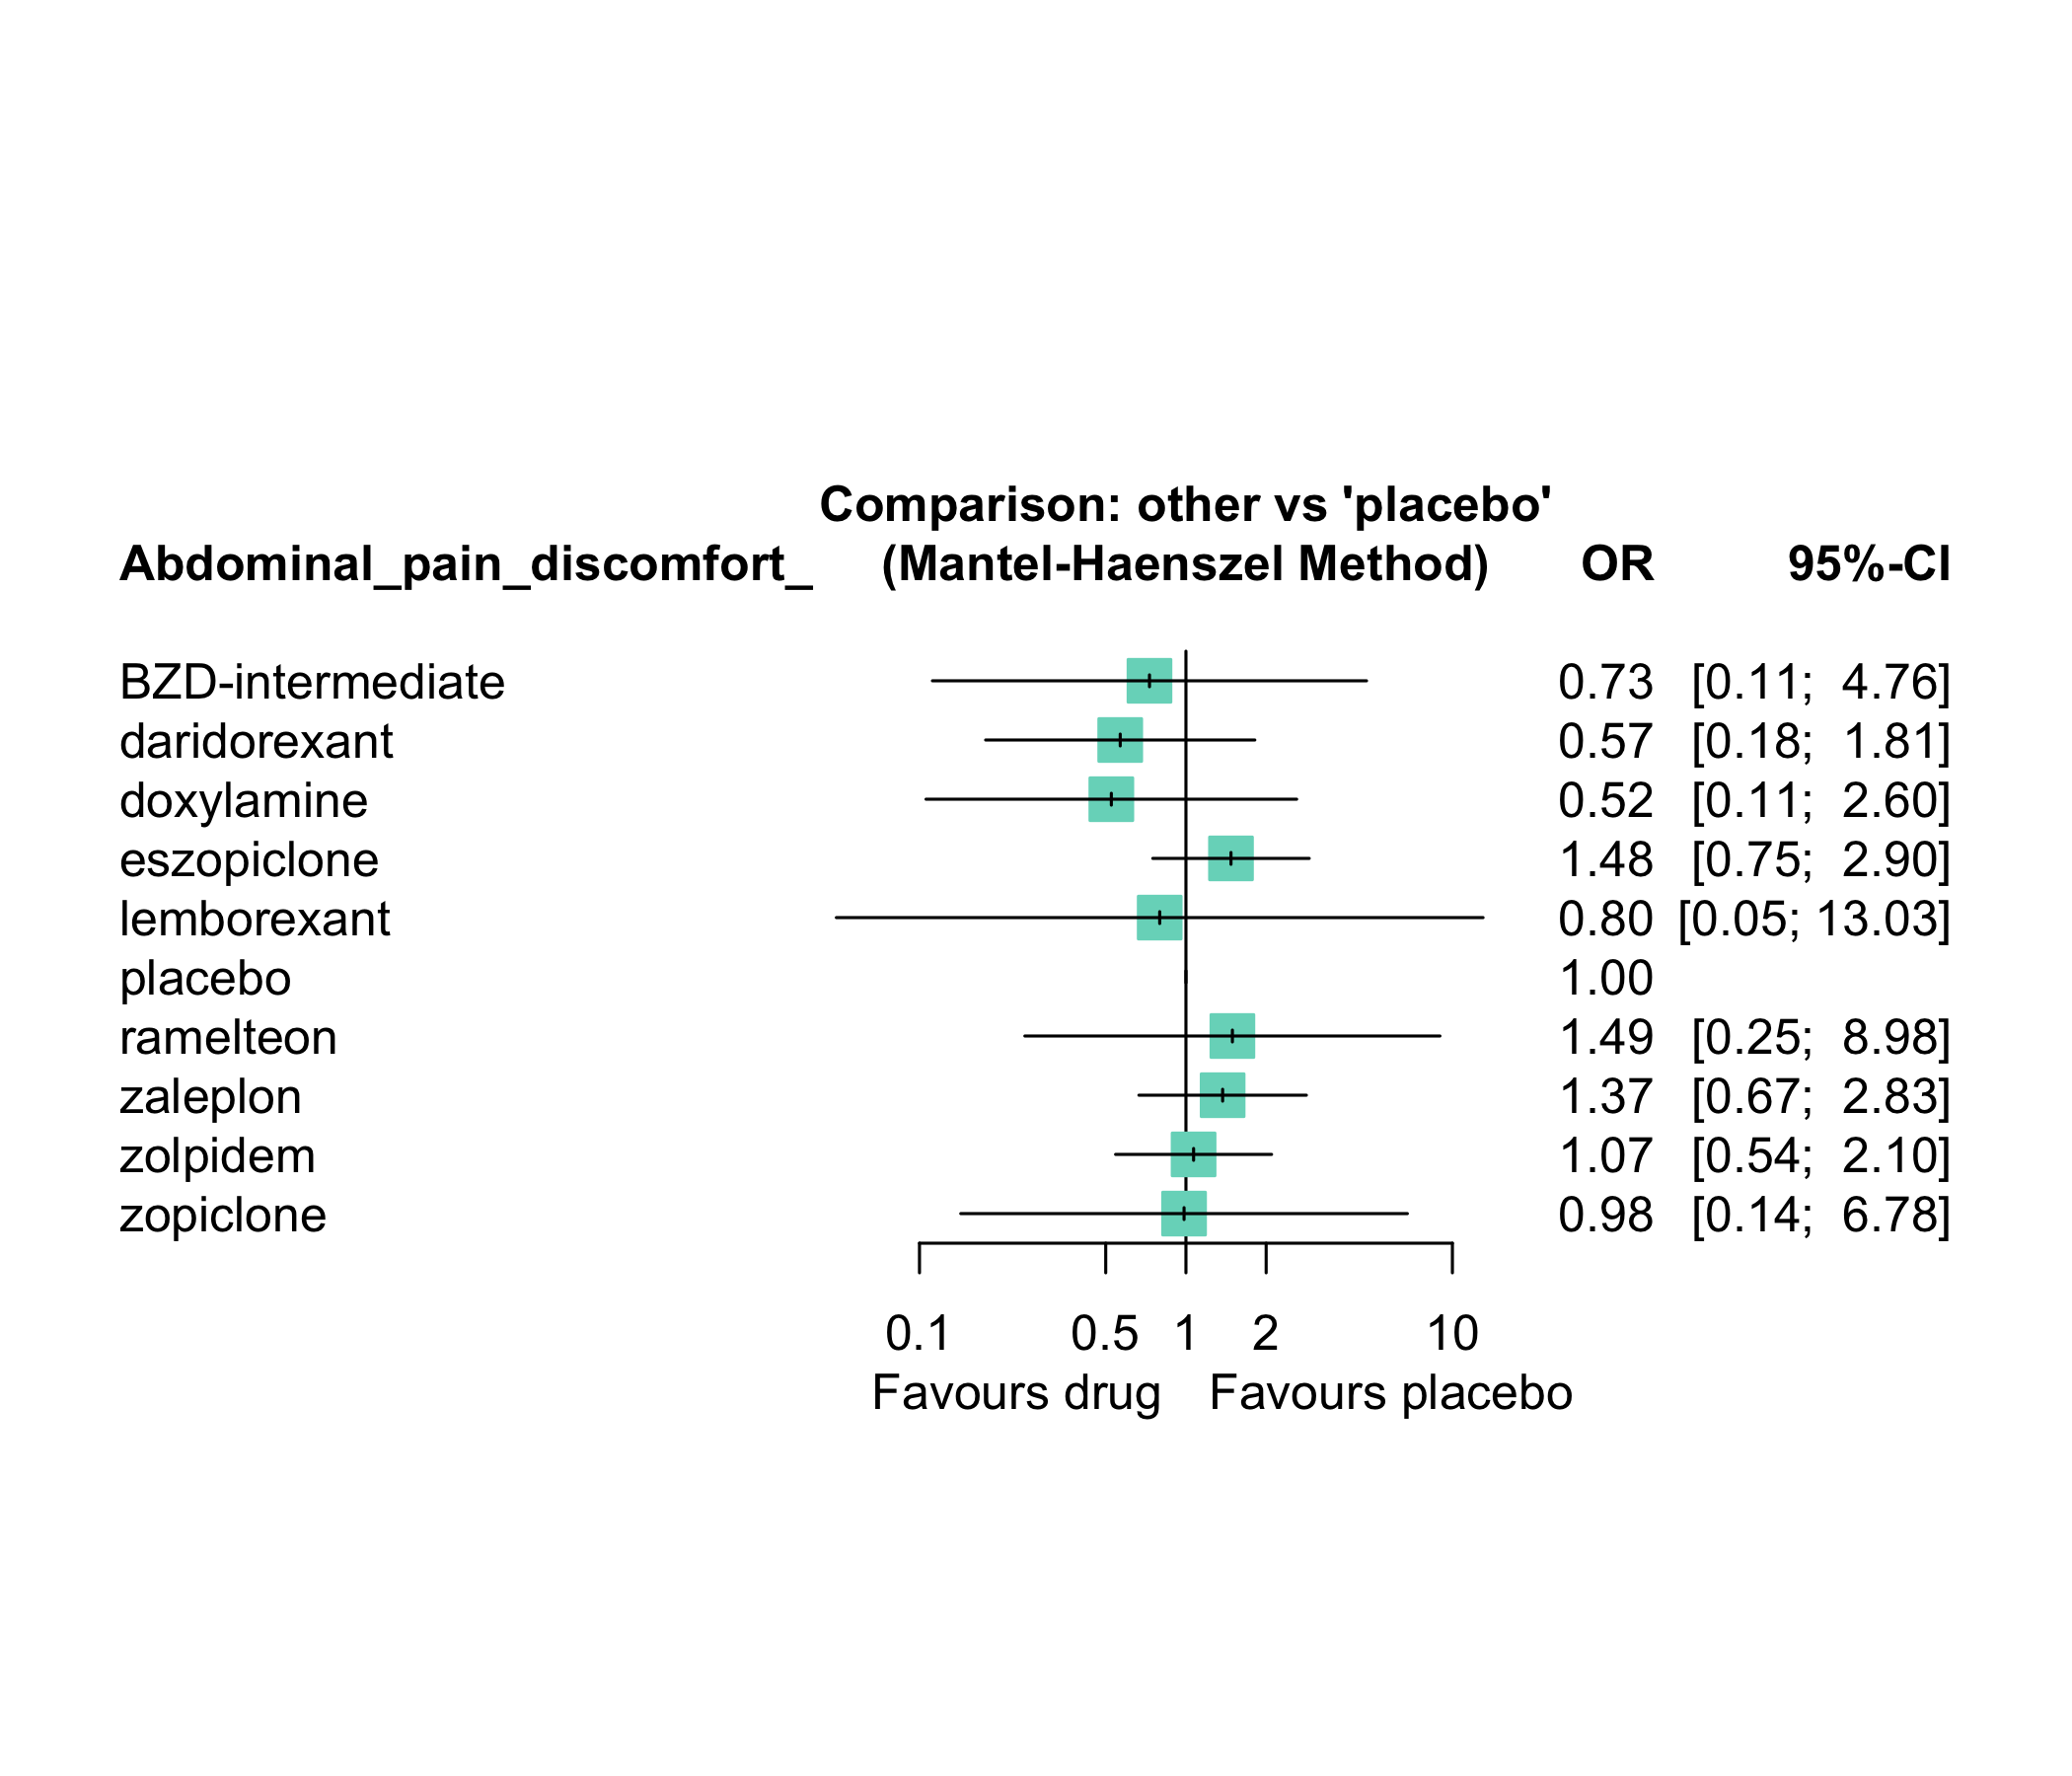 Comparison: other vs 'placebo'
Abdominal_pain_discomfort_ (Mantel-Haenszel Method) OR 95%-CI
BZD-intermediate 0.73 [0.11; 4.76]
daridorexant 0.57 [0.18; 1.81]
doxylamine 0.52 [0.11; 2.60]
eszopiclone 1.48 [0.75; 2.90]
lemborexant 0.80 [0.05; 13.03]
placebo 1.00
ramelteon 1.49 [0.25; 8.98]
zaleplon 1.37 [0.67; 2.83]
zolpidem 1.07 [0.54; 2.10]
zopiclone 0.98 [0.14; 6.78]
0.1 0.5 1 2 10
Favours drug Favours placebo